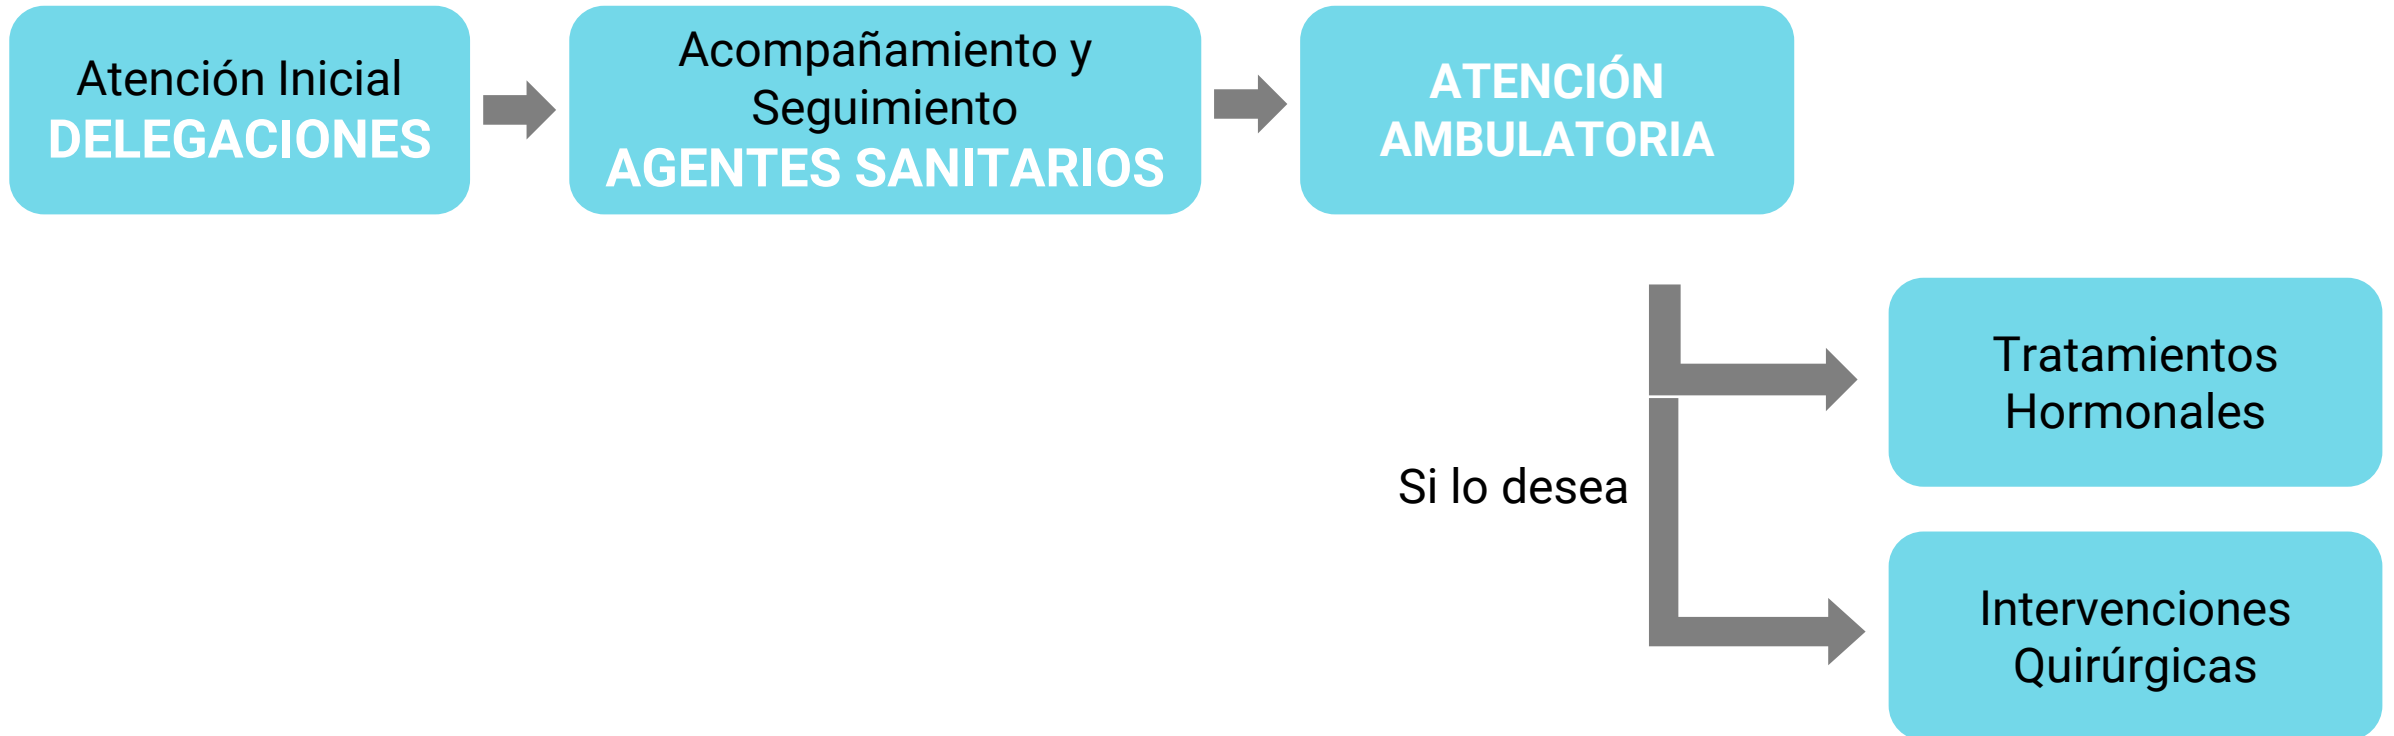 Atención Inicial
DELEGACIONES
Acompañamiento y
Seguimiento
AGENTES SANITARIOS
ATENCIÓN
AMBULATORIA
Si lo desea
Tratamientos
Hormonales
Intervenciones
Quirúrgicas